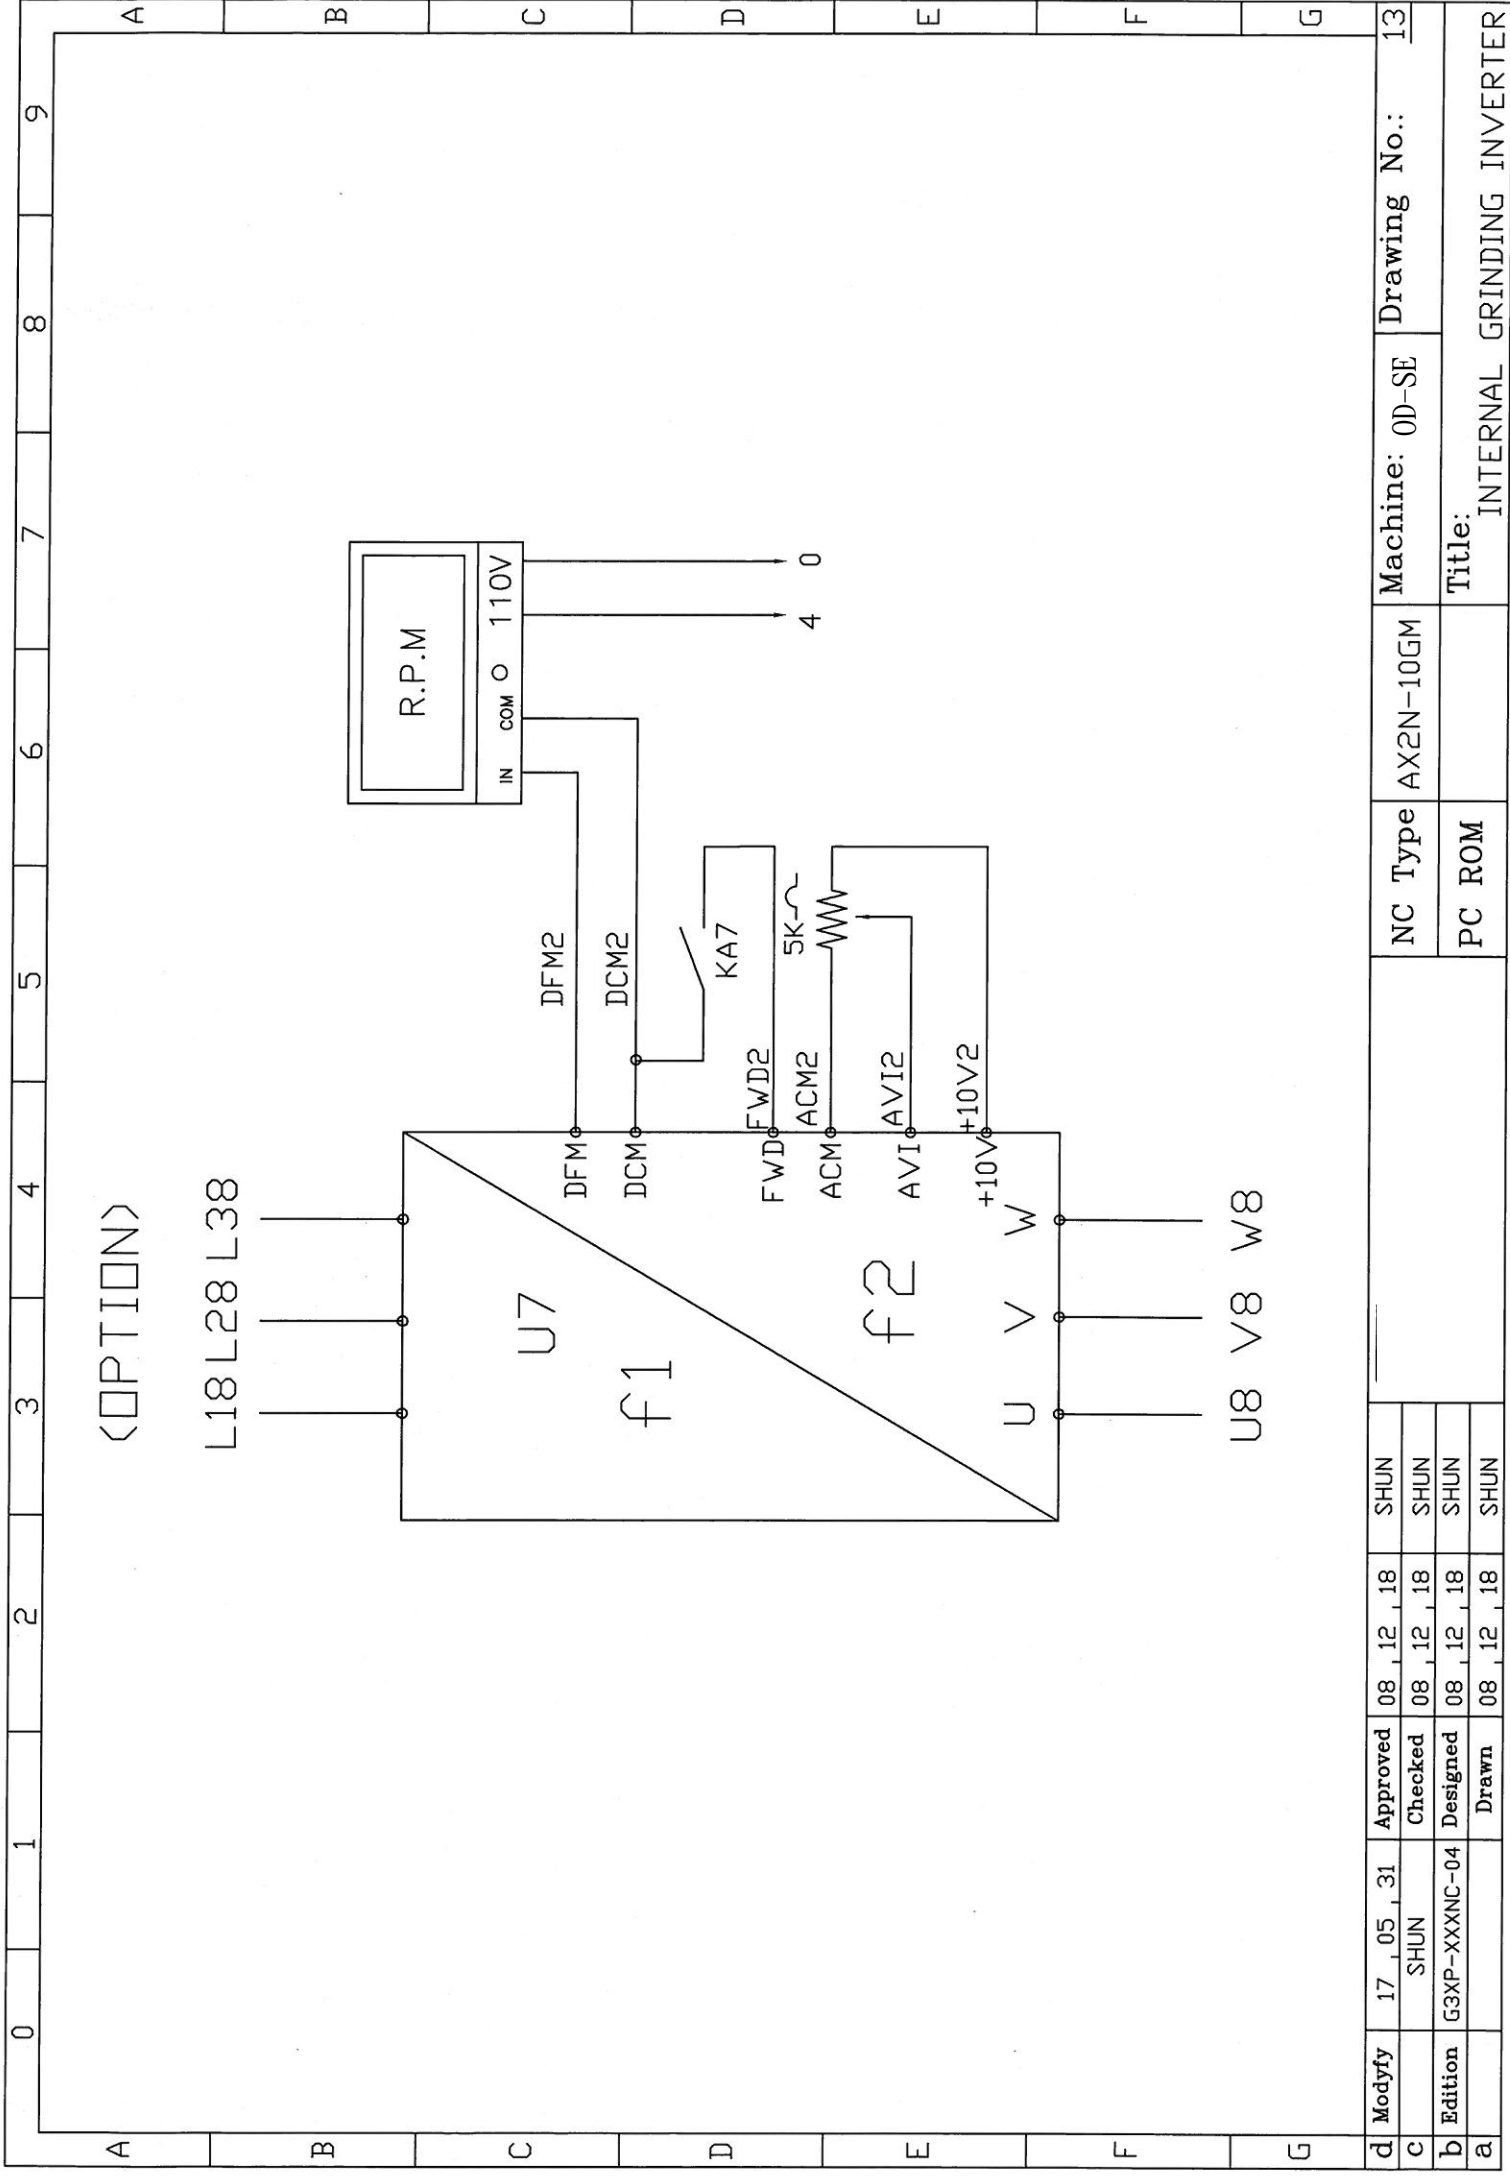 0 1 2 3 4 5 6 7 8 9
A A
B B
C C
D D
E E
F F
G G
(OPTION)
L18 L28 L38
U7
f1
f2
U V W
U8 V8 W8
DFM DFM2
DCM DCM2
KA7
FWD FWD2
5K
ACM ACM2
AVI AVI2
+10V +10V2
R.P.M
IN COM O 110V
4 0
d Modyfy 17 , 05 , 31 Approved 08 , 12 , 18 SHUN
c SHUN Checked 08 , 12 , 18 SHUN
b Edition G3XP-XXXNC-04 Designed 08 , 12 , 18 SHUN
a Drawn 08 , 12 , 18 SHUN
NC Type AX2N-10GM Machine: OD-SE Drawing No.: 13
PC ROM Title:
INTERNAL GRINDING INVERTER